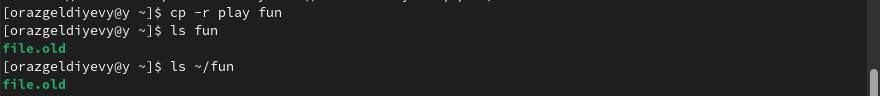 [orazgeldiyevy@y ~]$ cp -r play fun
[orazgeldiyevy@y ~]$ ls fun
file.old
[orazgeldiyevy@y ~]$ ls ~/fun
file.old